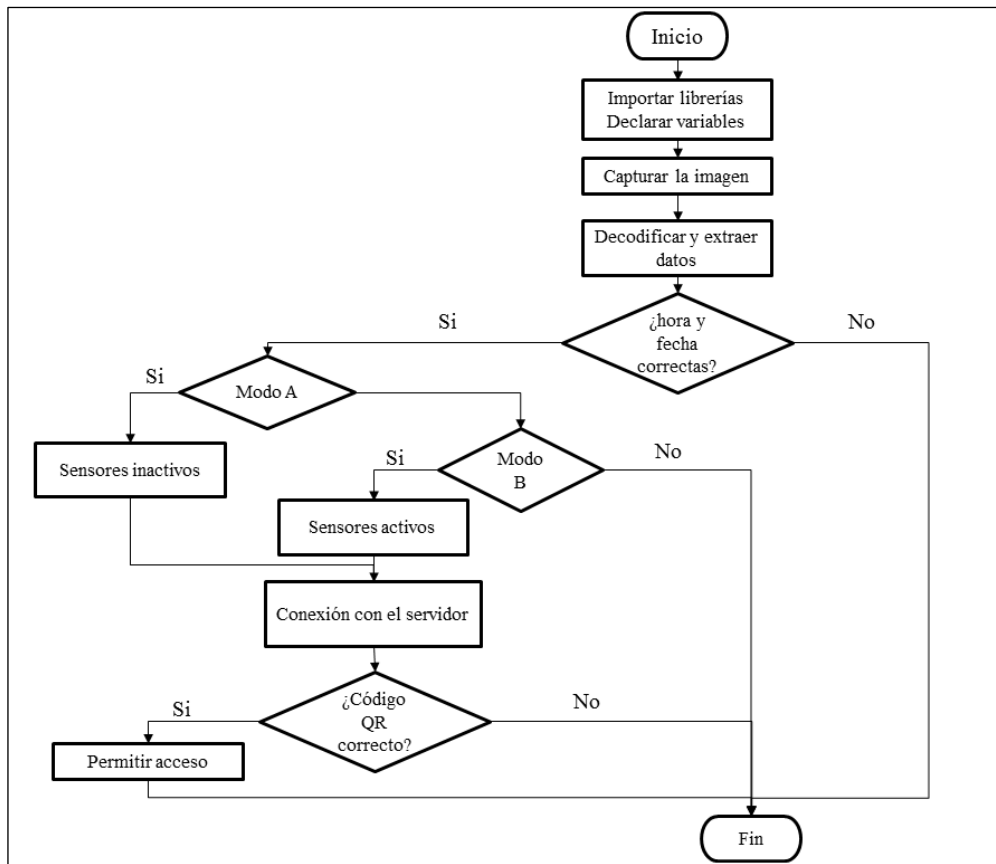 Inicio
Importar librerías
Declarar variables
Capturar la imagen
Decodificar y extraer
datos
¿hora y
fecha
correctas?
Si
No
Modo A
Si
Sensores inactivos
Modo
B
Si
No
Sensores activos
Conexión con el servidor
¿Código
QR
correcto?
Si
No
Permitir acceso
Fin